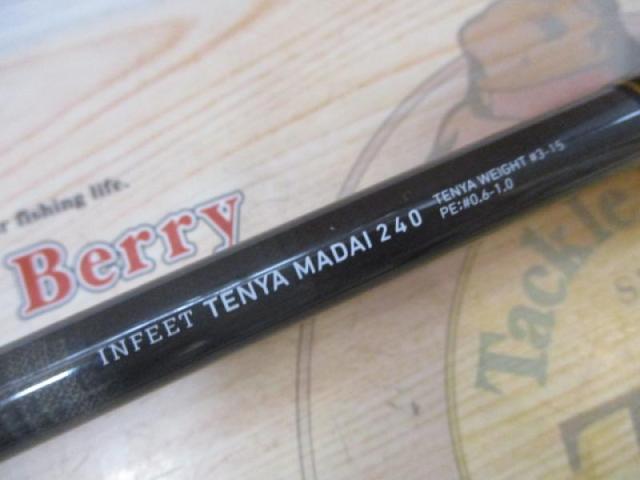 r fishing life.
Berry
INFEET TENYA MADAI 240
TENYA WEIGHT #3-15
PE:#0.6-1.0
Tackle
S